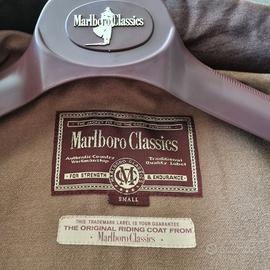 Marlboro
Classics
Marlboro Classics
Authentic Country
Workmanship
Traditional
Quality Label
FOR STRENGTH
& ENDURANCE
SMALL
THIS TRADEMARK LABEL IS YOUR GUARANTEE
THE ORIGINAL RIDING COAT FROM
Marlboro Classics